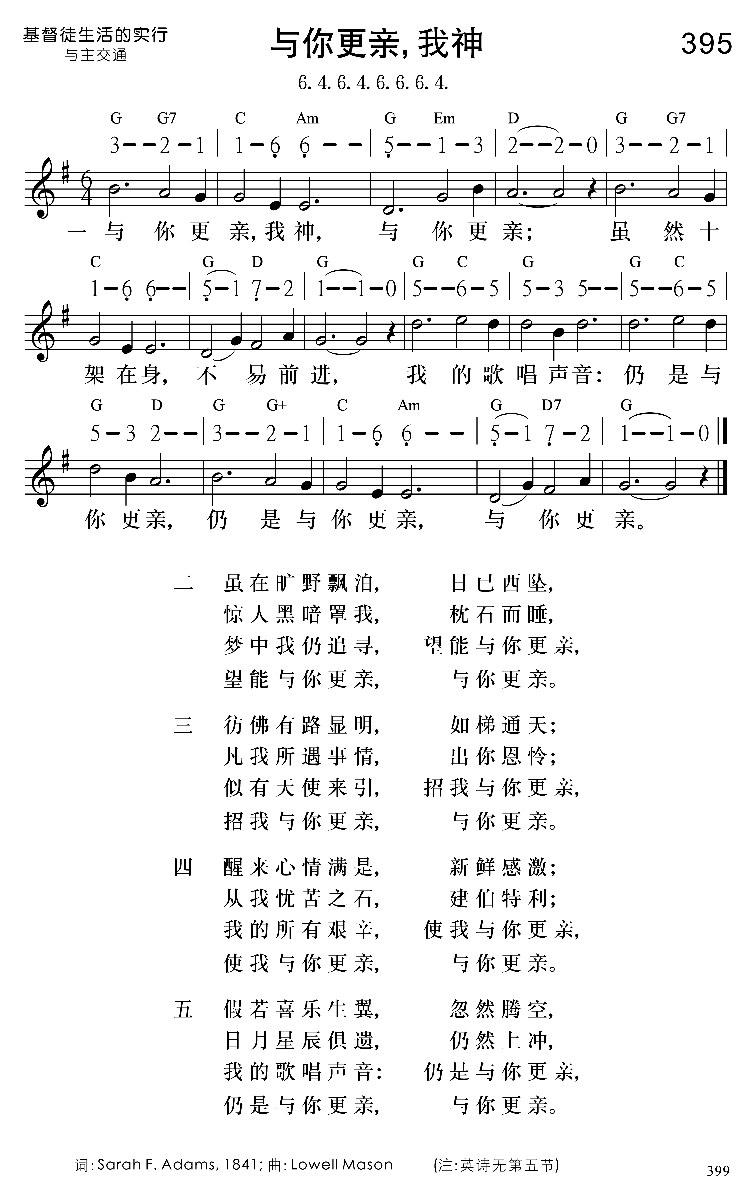 基督徒生活的实行
与主交通
与你更亲,我神
395
6. 4. 6. 4. 6. 6. 6. 4.
G G7 C Am G Em D G G7
3--2-1 1-6 6-- 5--1-3 2--2-0 3--2-1
一与 你更亲,我神, 与 你更亲; 虽 然十
C G D G G C G G C
1-6 6-- 5-1 7-2 1--1-0 5-6-5 5-3 5-- 5-6-5
架在身, 不 易前进, 我的歌唱声音: 仍是与
G D G G+ C Am G D7 G
5-3 2-- 3--2-1 1-6 6-- 5-1 7-2 1--1-0
你更亲, 仍 是与你更亲, 与 你更亲。
二 虽在旷野飘泊, 日已西坠,
惊人黑暗罩我, 枕石而睡,
梦中我仍追寻, 望能与你更亲,
望能与你更亲, 与你更亲。
三 彷佛有路显明, 如梯通天;
凡我所遇事情, 出你恩怜;
似有天使来引, 招我与你更亲,
招我与你更亲, 与你更亲。
四 醒来心情满是, 新鲜感激;
从我忧苦之石, 建伯特利;
我的所有艰辛, 使我与你更亲,
使我与你更亲, 与你更亲。
五 假若喜乐生翼, 忽然腾空,
日月星辰俱遗, 仍然上冲,
我的歌唱声音: 仍是与你更亲,
仍是与你更亲, 与你更亲。
词: Sarah F. Adams, 1841; 曲: Lowell Mason (注:英诗无第五节)
399